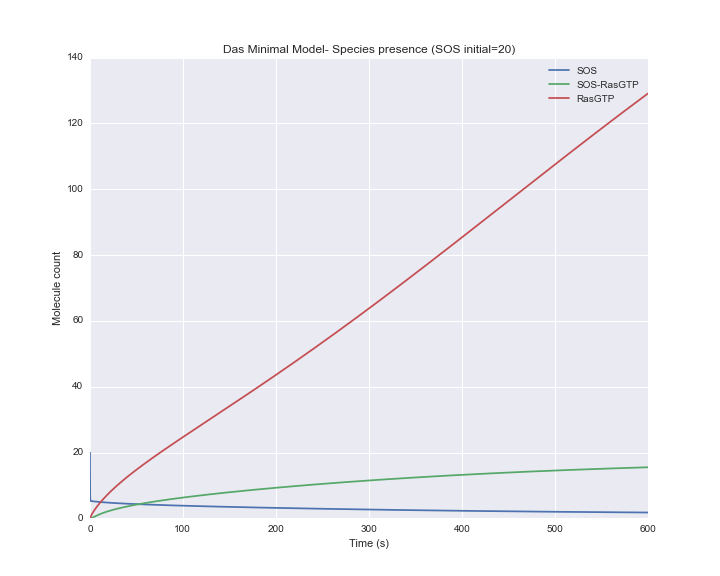 Das Minimal Model- Species presence (SOS initial=20)
140
120
100
80
60
40
20
0
Molecule count
SOS
SOS-RasGTP
RasGTP
0 100 200 300 400 500 600
Time (s)